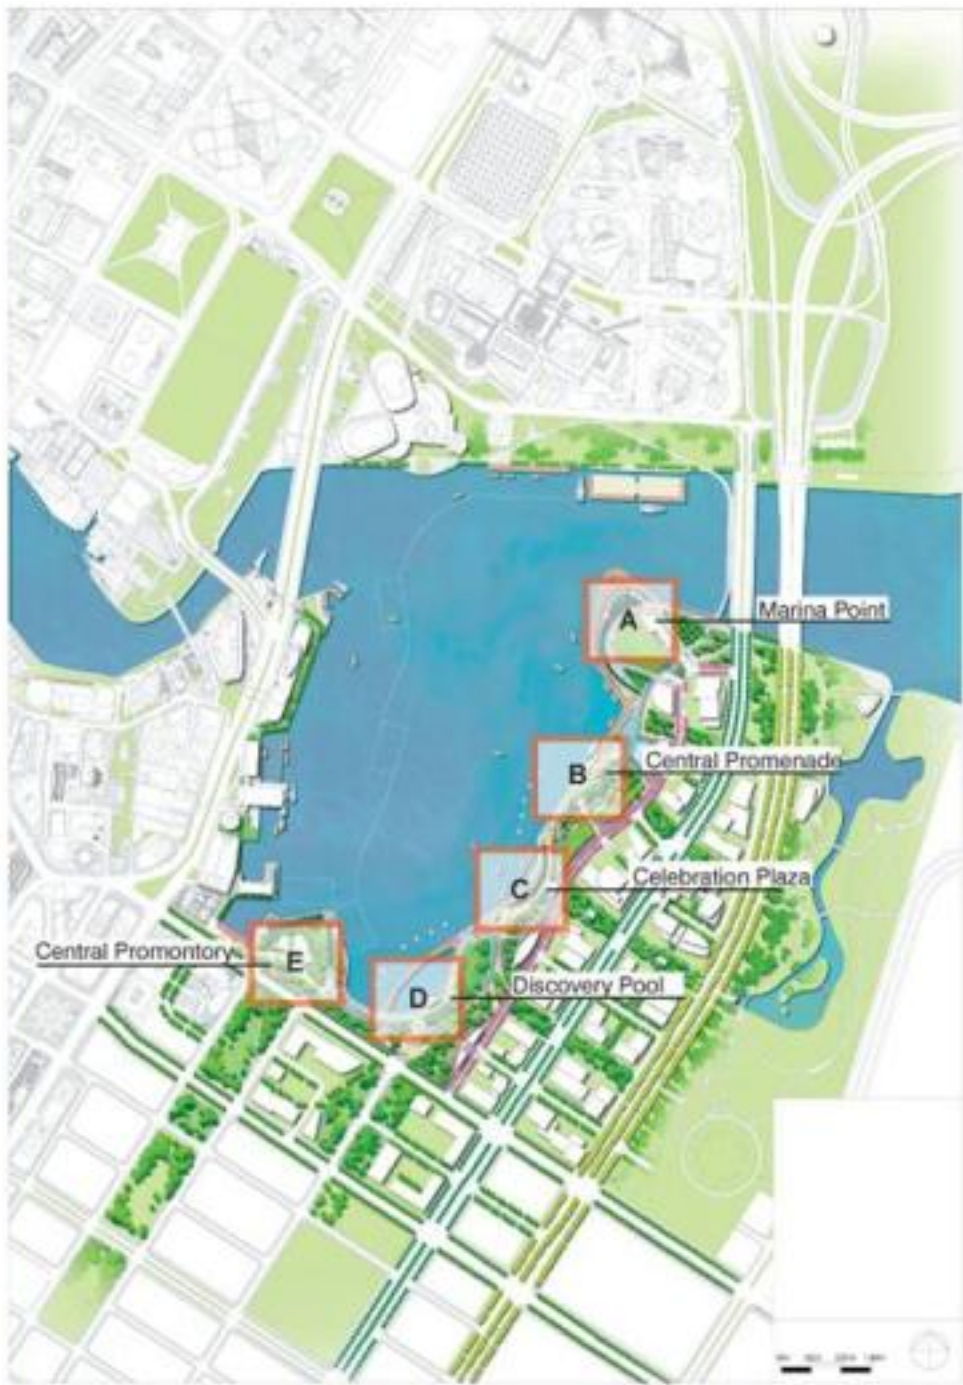 A
Marina Point
B
Central Promenade
C
Celebration Plaza
Central Promontory
E
D
Discovery Pool